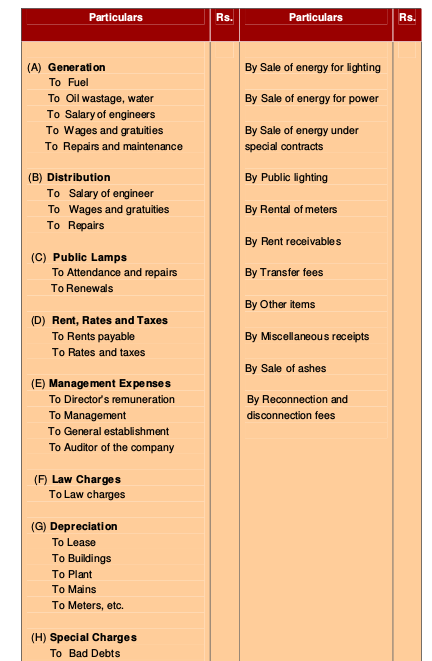 Particulars Rs. Particulars Rs.
(A) Generation
To Fuel
To Oil wastage, water
To Salary of engineers
To Wages and gratuities
To Repairs and maintenance
(B) Distribution
To Salary of engineer
To Wages and gratuities
To Repairs
(C) Public Lamps
To Attendance and repairs
To Renewals
(D) Rent, Rates and Taxes
To Rents payable
To Rates and taxes
(E) Management Expenses
To Director's remuneration
To Management
To General establishment
To Auditor of the company
(F) Law Charges
To Law charges
(G) Depreciation
To Lease
To Buildings
To Plant
To Mains
To Meters, etc.
(H) Special Charges
To Bad Debts
By Sale of energy for lighting
By Sale of energy for power
By Sale of energy under
special contracts
By Public lighting
By Rental of meters
By Rent receivables
By Transfer fees
By Other items
By Miscellaneous receipts
By Sale of ashes
By Reconnection and
disconnection fees